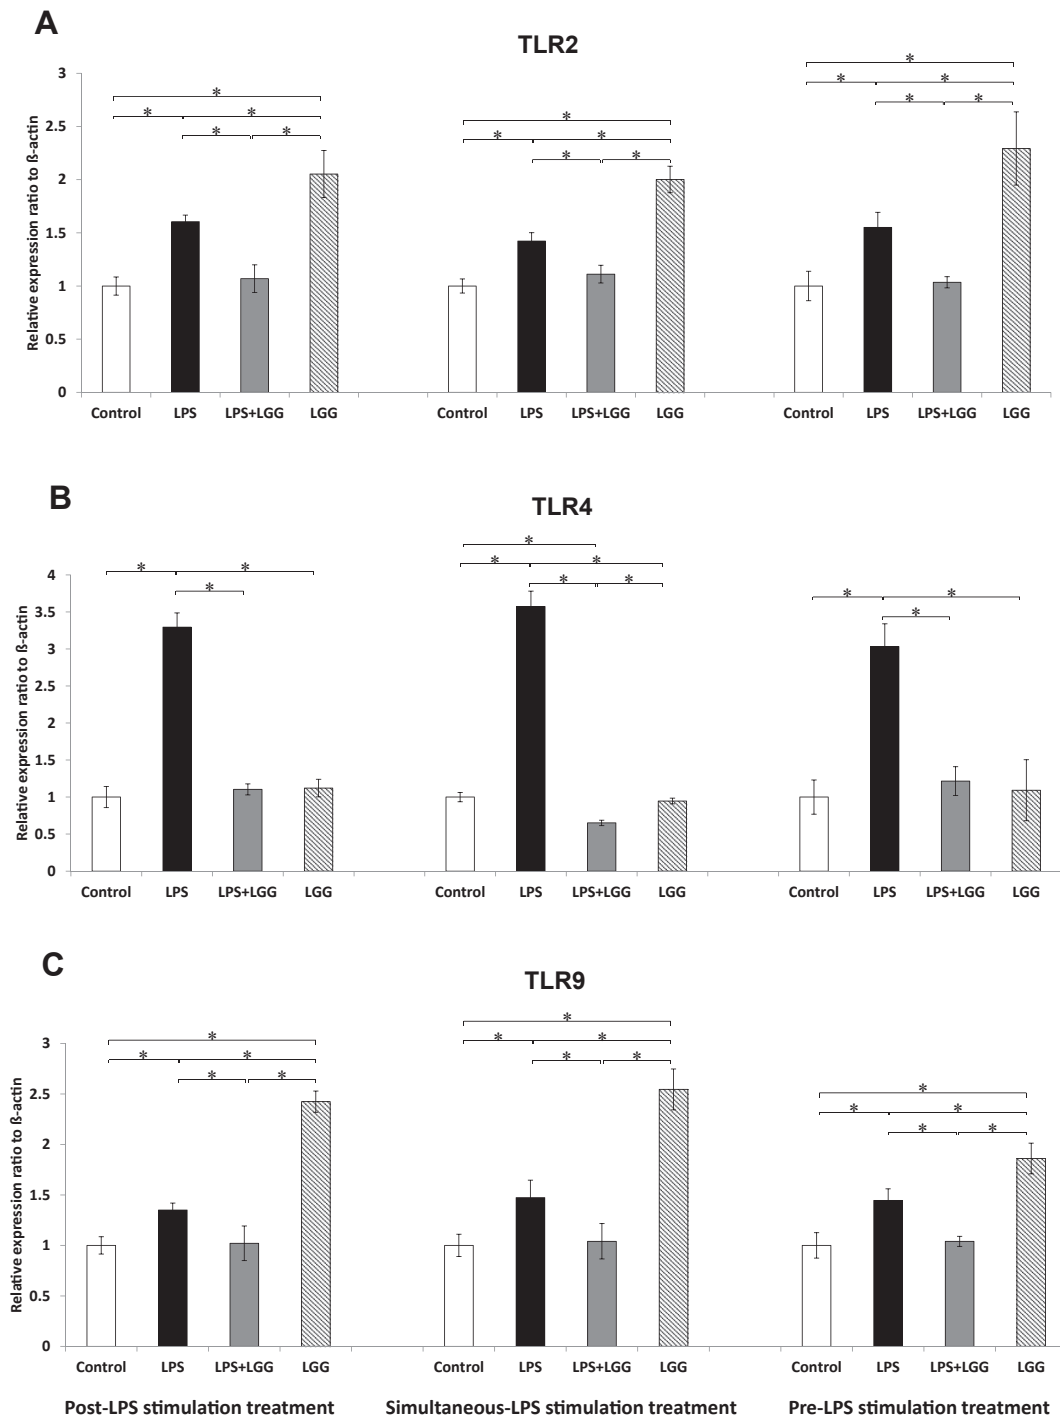 A
TLR2
* * *
* * * * * *
* * * * * *
Relative expression ratio to ß-actin
3
2.5
2
1.5
1
0.5
0
Control LPS LPS+LGG LGG Control LPS LPS+LGG LGG Control LPS LPS+LGG LGG
B
TLR4
*
* * * * * *
* * * *
Relative expression ratio to ß-actin
4
3.5
3
2.5
2
1.5
1
0.5
0
Control LPS LPS+LGG LGG Control LPS LPS+LGG LGG Control LPS LPS+LGG LGG
C
TLR9
* * *
* * * * * *
* * * * * *
Relative expression ratio to ß-actin
3
2.5
2
1.5
1
0.5
0
Control LPS LPS+LGG LGG Control LPS LPS+LGG LGG Control LPS LPS+LGG LGG
Post-LPS stimulation treatment Simultaneous-LPS stimulation treatment Pre-LPS stimulation treatment